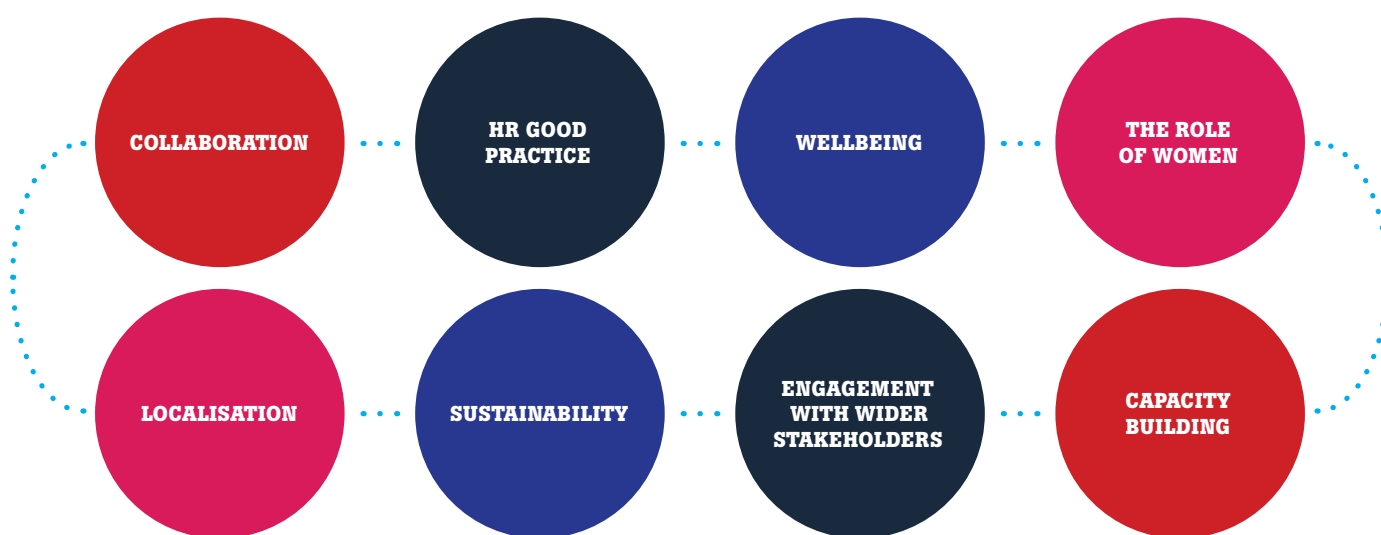 COLLABORATION
HR GOOD
PRACTICE
WELLBEING
THE ROLE
OF WOMEN
LOCALISATION
SUSTAINABILITY
ENGAGEMENT
WITH WIDER
STAKEHOLDERS
CAPACITY
BUILDING